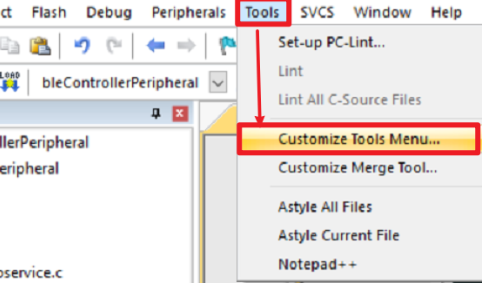 ct Flash Debug Peripherals Tools SVCS Window Help
LOAD bleControllerPeripheral
Set-up PC-Lint...
Lint
Lint All C-Source Files
llerPeripheral
Customize Tools Menu...
eripheral
Customize Merge Tool...
Astyle All Files
Astyle Current File
Notepad++
oservice.c